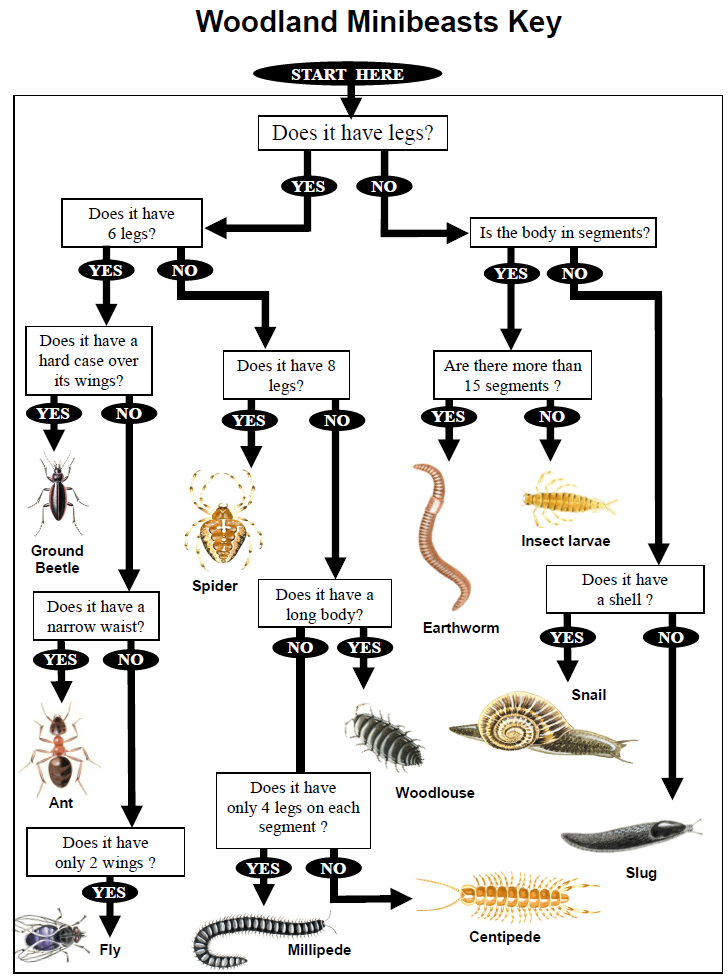 Woodland Minibeasts Key
START HERE
Does it have legs?
YES
NO
Does it have
6 legs?
Is the body in segments?
YES
NO
YES
NO
Does it have a
hard case over
its wings?
Does it have 8
legs?
Are there more than
15 segments ?
YES
NO
YES
NO
YES
NO
Ground
Beetle
Spider
Earthworm
Insect larvae
Does it have a
narrow waist?
Does it have a
long body?
Does it have
a shell ?
YES
NO
NO
YES
YES
NO
Ant
Woodlouse
Snail
Slug
Does it have
only 2 wings ?
Does it have
only 4 legs on each
segment ?
YES
YES
NO
Fly
Millipede
Centipede